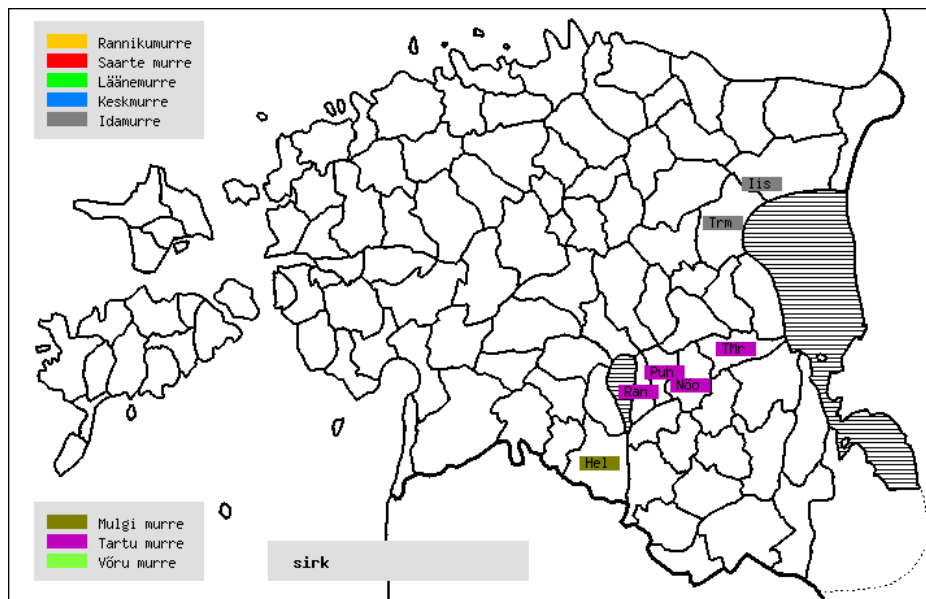 Rannikumurre
Saarte murre
Läänemurre
Keskmurre
Idamurre
Iis
Trm
TMr
Puh
Nõo
Ran
Hel
Mulgi murre
Tartu murre
Võru murre
sirk